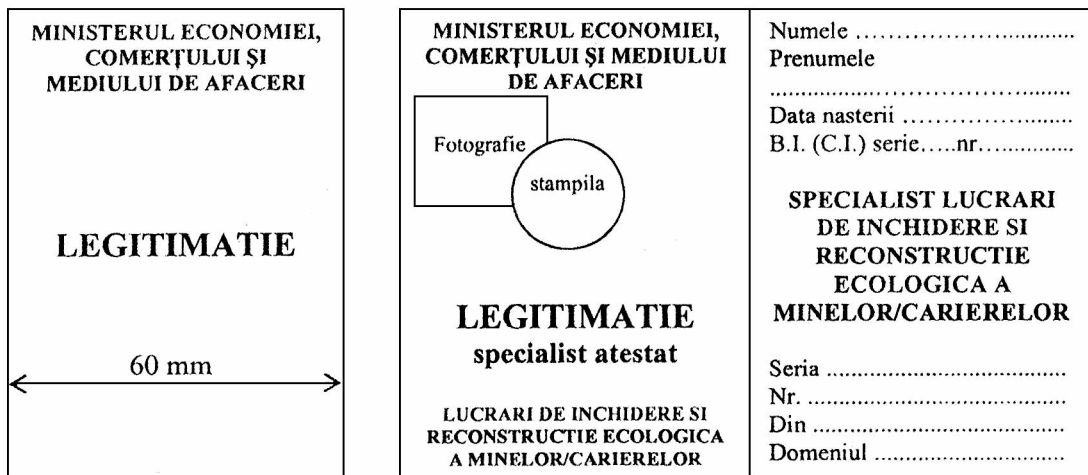 MINISTERUL ECONOMIEI,
COMERŢULUI ŞI
MEDIULUI DE AFACERI
LEGITIMATIE
60 mm
MINISTERUL ECONOMIEI,
COMERŢULUI ŞI MEDIULUI
DE AFACERI
Fotografie
stampila
LEGITIMATIE
specialist atestat
LUCRARI DE INCHIDERE SI
RECONSTRUCTIE ECOLOGICA
A MINELOR/CARIERELOR
Numele ..............................
Prenumele
..........................................
Data nasterii .......................
B.I. (C.I.) serie.....nr.............
SPECIALIST LUCRARI
DE INCHIDERE SI
RECONSTRUCTIE
ECOLOGICA A
MINELOR/CARIERELOR
Seria ...................................
Nr. ......................................
Din ......................................
Domeniul ............................